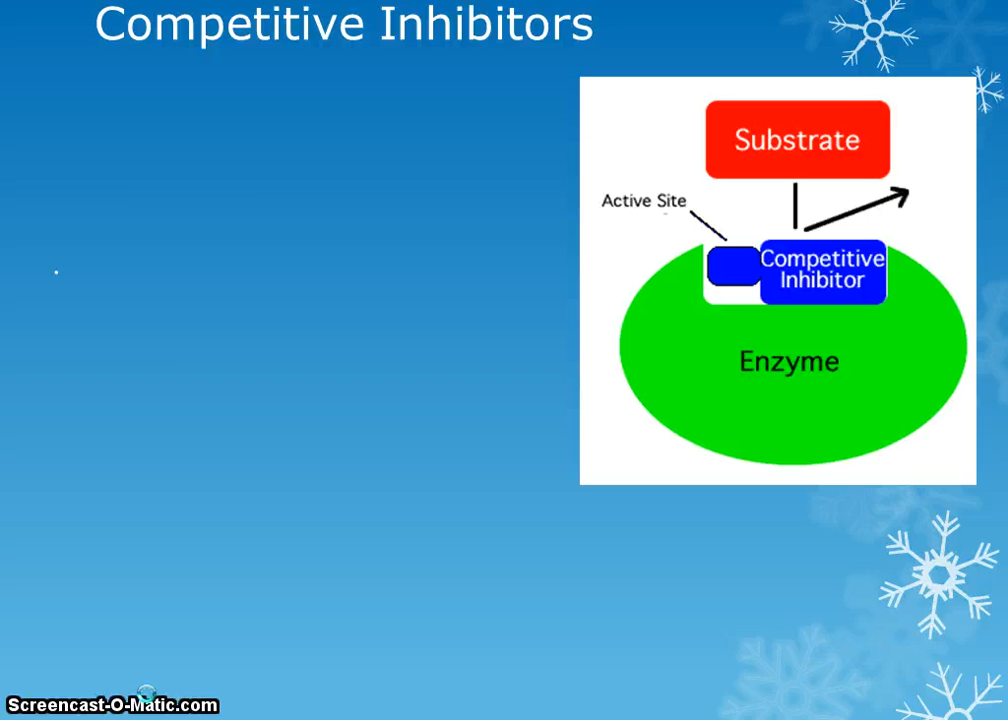 Competitive Inhibitors
Substrate
Active Site
Competitive
Inhibitor
Enzyme
Screencast-O-Matic.com